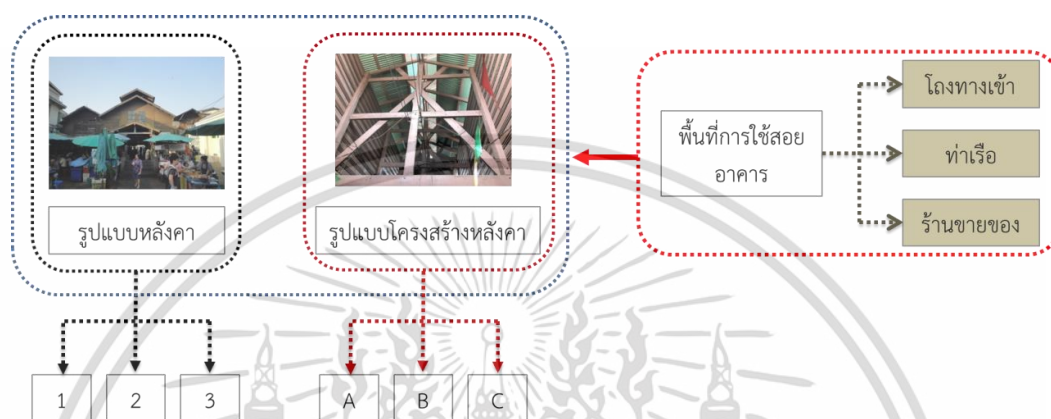 รูปแบบหลังคา
รูปแบบโครงสร้างหลังคา
พื้นที่การใช้สอย
อาคาร
โถงทางเข้า
ท่าเรือ
ร้านขายของ
1 2 3 A B C